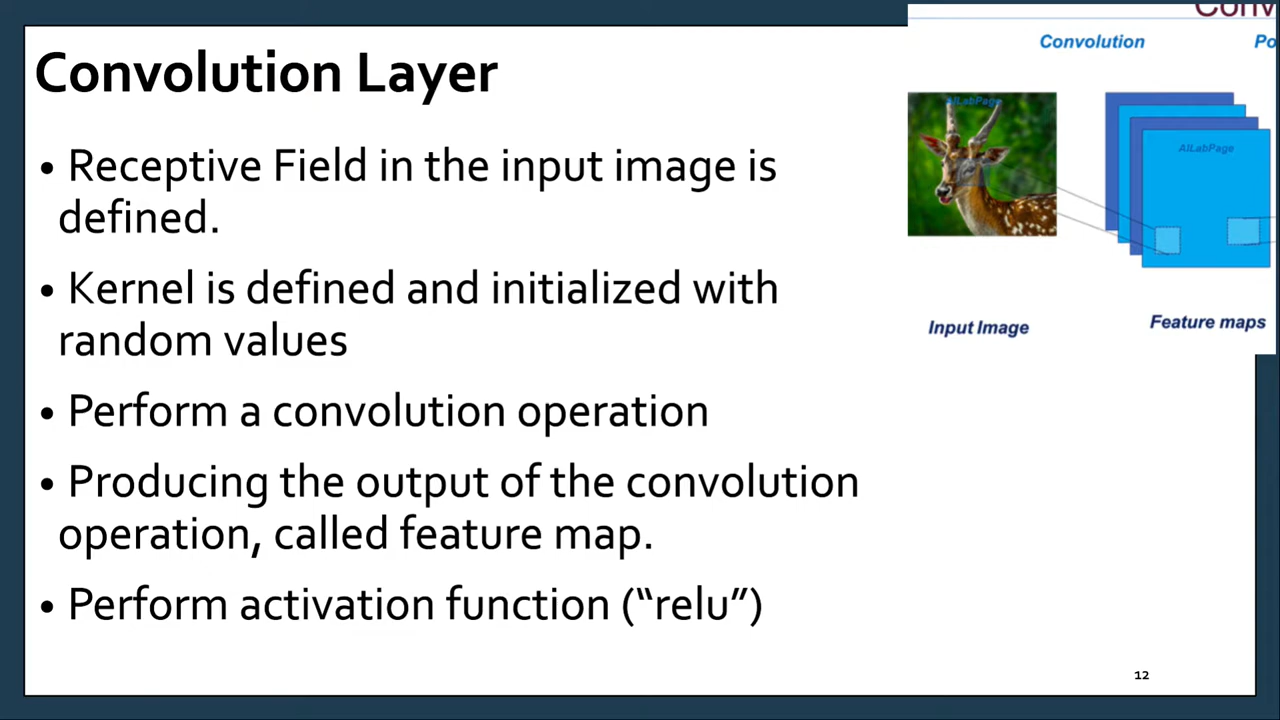 Convolution Layer
• Receptive Field in the input image is
defined.
• Kernel is defined and initialized with
random values
• Perform a convolution operation
• Producing the output of the convolution
operation, called feature map.
• Perform activation function (“relu”)
Convolution
AILabPage
AILabPage
Input Image
Feature maps
12